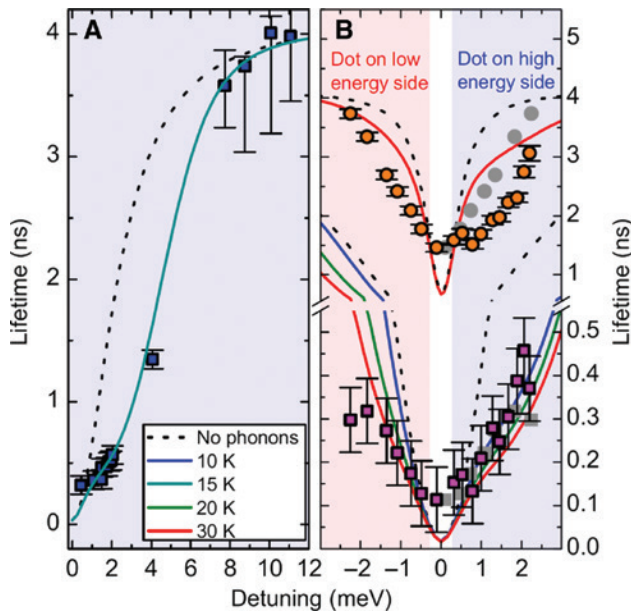 A
B
Dot on low
energy side
Dot on high
energy side
Lifetime (ns)
4
3
2
1
0
No phonons
10 K
15 K
20 K
30 K
0 2 4 6 8 10 12
Detuning (meV)
5
4
3
2
1
0.5
0.4
0.3
0.2
0.1
0.0
Lifetime (ns)
−2 −1 0 1 2
Detuning (meV)